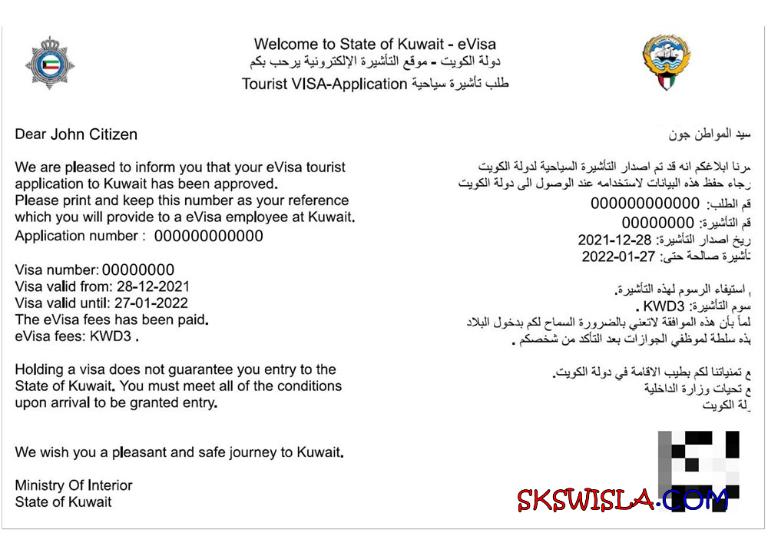 Welcome to State of Kuwait - eVisa
دولة الكويت - موقع التأشيرة الإلكترونية يرحب بكم
Tourist VISA-Application طلب تأشيرة سياحية
Dear John Citizen
We are pleased to inform you that your eVisa tourist
application to Kuwait has been approved.
Please print and keep this number as your reference
which you will provide to a eVisa employee at Kuwait.
Application number : 000000000000
Visa number: 00000000
Visa valid from: 28-12-2021
Visa valid until: 27-01-2022
The eVisa fees has been paid.
eVisa fees: KWD3 .
Holding a visa does not guarantee you entry to the
State of Kuwait. You must meet all of the conditions
upon arrival to be granted entry.
We wish you a pleasant and safe journey to Kuwait.
Ministry Of Interior
State of Kuwait
سيد المواطن جون
سرنا ابلاغكم انه قد تم اصدار التأشيرة السياحية لدولة الكويت
رجاء حفظ هذه البيانات لاستخدامه عند الوصول الى دولة الكويت
قم الطلب: 000000000000
قم التأشيرة: 00000000
ريخ اصدار التأشيرة: 28-12-2021
تأشيرة صالحة حتى: 27-01-2022
استيفاء الرسوم لهذه التأشيرة.
سوم التأشيرة: KWD3 .
لماً بأن هذه الموافقة لاتعني بالضرورة السماح لكم بدخول البلاد
ذه سلطة لموظفي الجوازات بعد التأكد من شخصكم .
ع تمنياتنا لكم بطيب الاقامة في دولة الكويت.
ع تحيات وزارة الداخلية
لة الكويت
SKSWISLA.COM